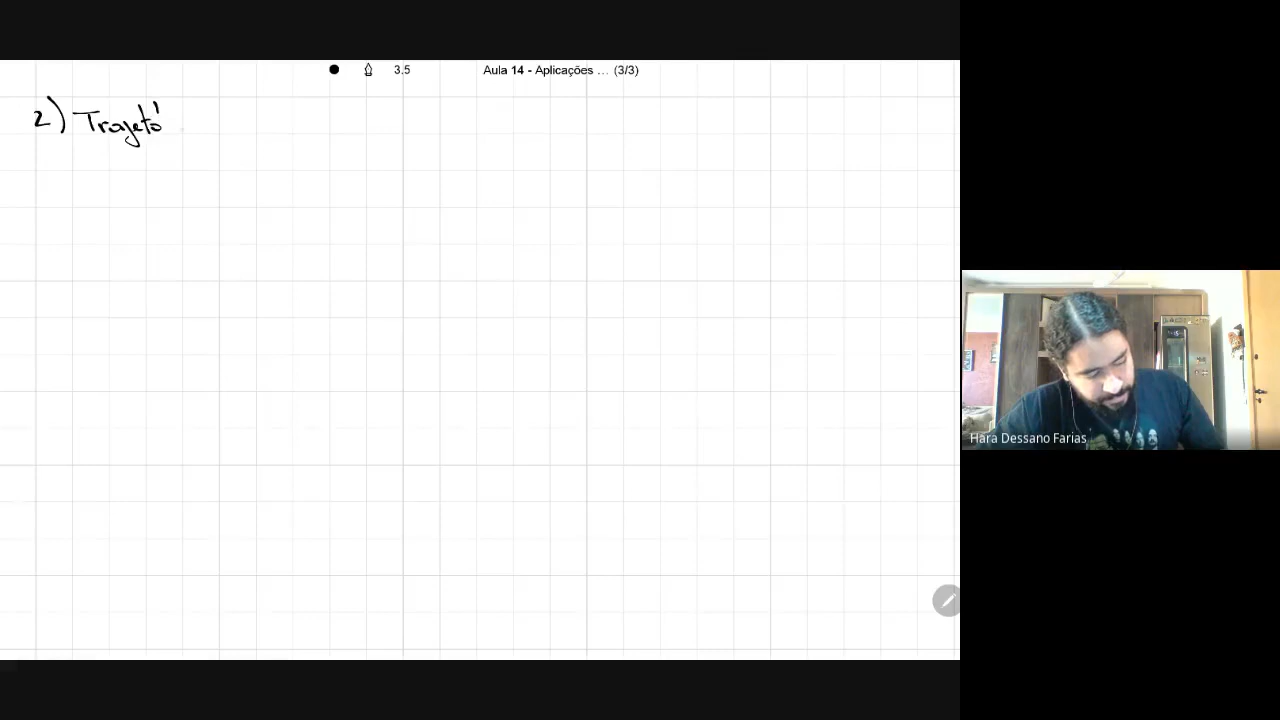 3.5 Aula 14 - Aplicações ... (3/3)
2) Trajetó
Hara Dessano Farias